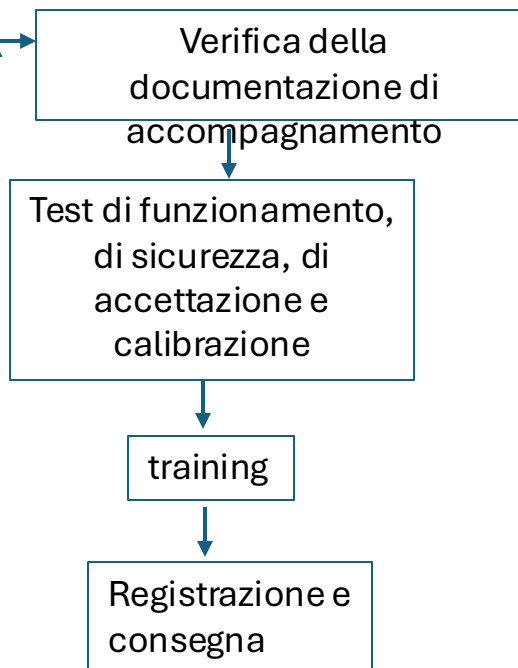 Verifica della
documentazione di
accompagnamento
Test di funzionamento,
di sicurezza, di
accettazione e
calibrazione
training
Registrazione e
consegna